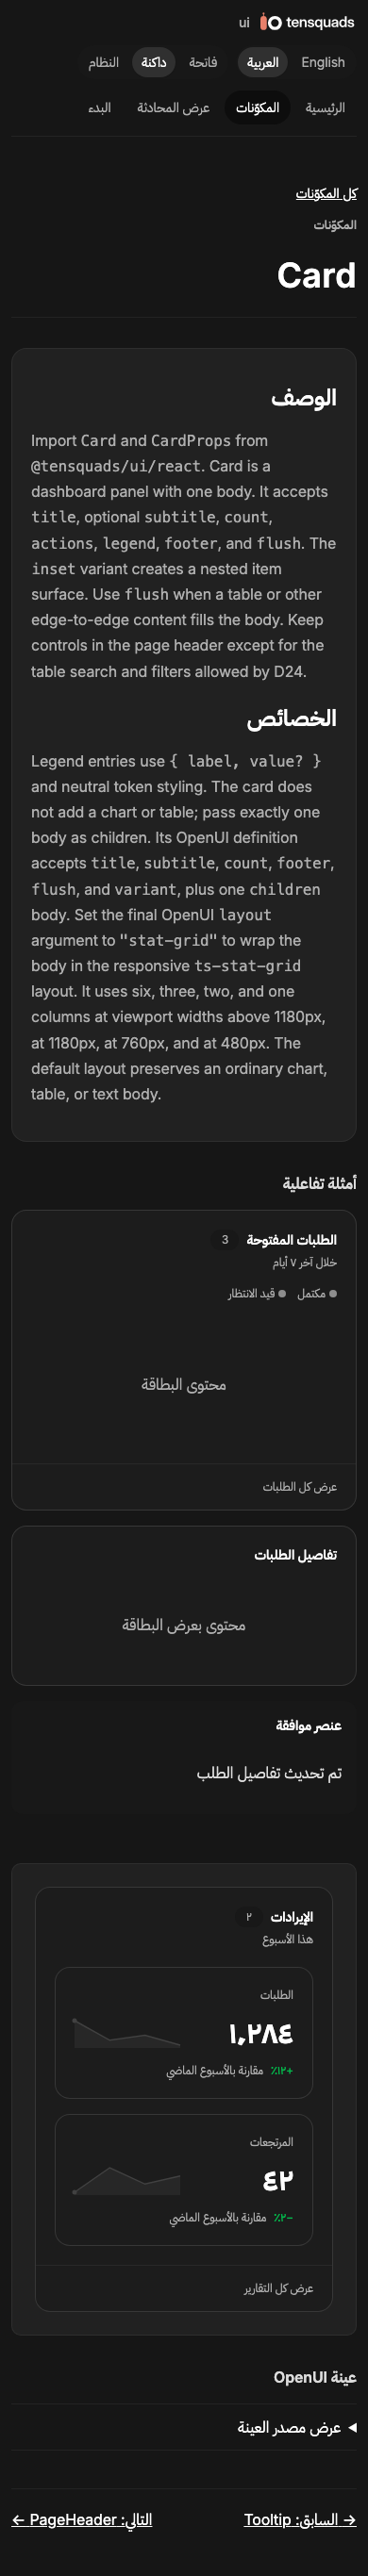 tensquads ui
English العربية فاتحة داكنة النظام
الرئيسية المكوّنات عرض المحادثة البدء
كل المكوّنات
المكوّنات
Card
الوصف
Import Card and CardProps from
@tensquads/ui/react. Card is a
dashboard panel with one body. It accepts
title, optional subtitle, count,
actions, legend, footer, and flush. The
inset variant creates a nested item
surface. Use flush when a table or other
edge-to-edge content fills the body. Keep
controls in the page header except for the
table search and filters allowed by D24.
الخصائص
Legend entries use { label, value? }
and neutral token styling. The card does
not add a chart or table; pass exactly one
body as children. Its OpenUI definition
accepts title, subtitle, count, footer,
flush, and variant, plus one children
body. Set the final OpenUI layout
argument to "stat-grid" to wrap the
body in the responsive ts-stat-grid
layout. It uses six, three, two, and one
columns at viewport widths above 1180px,
at 1180px, at 760px, and at 480px. The
default layout preserves an ordinary chart,
table, or text body.
أمثلة تفاعلية
الطلبات المفتوحة 3
خلال آخر ٧ أيام
مكتمل قيد الانتظار
محتوى البطاقة
عرض كل الطلبات
تفاصيل الطلبات
محتوى بعرض البطاقة
عنصر موافقة
تم تحديث تفاصيل الطلب
الإيرادات ٢
هذا الأسبوع
الطلبات
١٬٢٨٤
+١٢٪ مقارنة بالأسبوع الماضي
المرتجعات
٤٢
−٢٪ مقارنة بالأسبوع الماضي
عرض كل التقارير
عينة OpenUI
عرض مصدر العينة
→ السابق: Tooltip
التالي: PageHeader ←